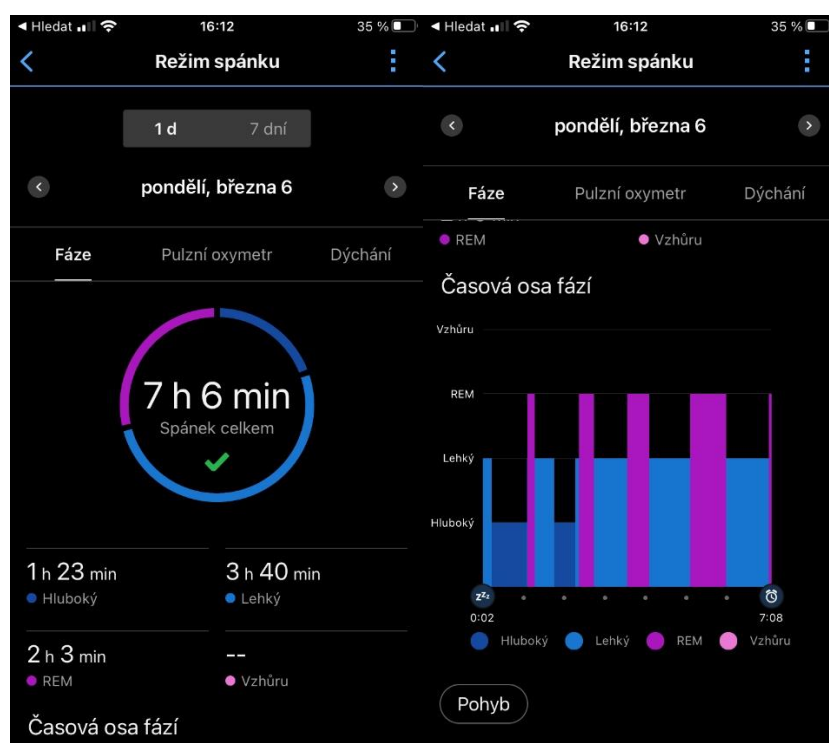 ◄ Hledat 16:12 35 %
Režim spánku
1 d 7 dní
pondělí, března 6
Fáze Pulzní oxymetr Dýchání
7 h 6 min
Spánek celkem
1 h 23 min 3 h 40 min
Hluboký Lehký
2 h 3 min --
REM Vzhůru
Časová osa fází
◄ Hledat 16:12 35 %
Režim spánku
pondělí, března 6
Fáze Pulzní oxymetr Dýchání
REM Vzhůru
Časová osa fází
Vzhůru
REM
Lehký
Hluboký
zZz
0:02 7:08
Hluboký Lehký REM Vzhůru
Pohyb